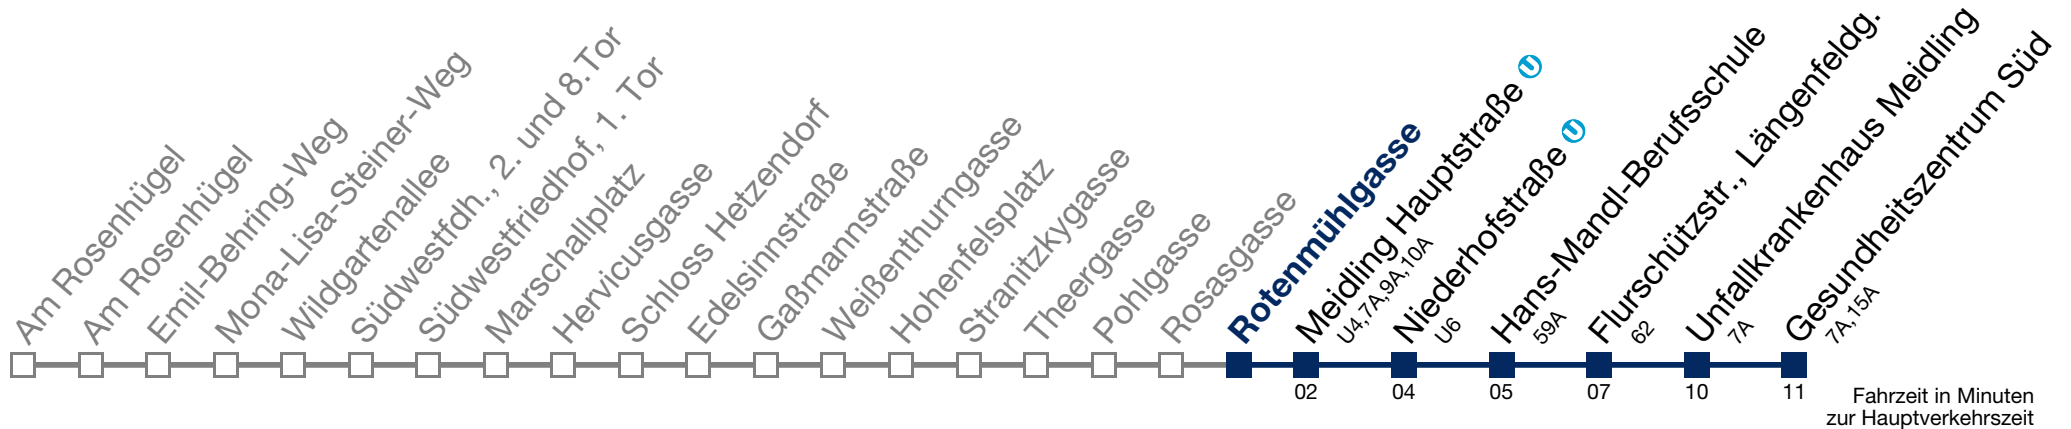 Am Rosenhügel
Am Rosenhügel
Emil-Behring-Weg
Mona-Lisa-Steiner-Weg
Wildgartenallee
Südwestfdh., 2. und 8.Tor
Südwestfriedhof, 1. Tor
Marschallplatz
Hervicusgasse
Schloss Hetzendorf
Edelsinnstraße
Gaßmannstraße
Weißenthurngasse
Hohenfelsplatz
Stranitzkygasse
Theergasse
Pohlgasse
Rosasgasse
Rotenmühlgasse
Meidling Hauptstraße U
U4,7A,9A,10A
Niederhofstraße U
U6
Hans-Mandl-Berufsschule
59A
Flurschützstr., Längenfeldg.
62
Unfallkrankenhaus Meidling
7A
Gesundheitszentrum Süd
7A,15A
02
04
05
07
10
11
Fahrzeit in Minuten
zur Hauptverkehrszeit